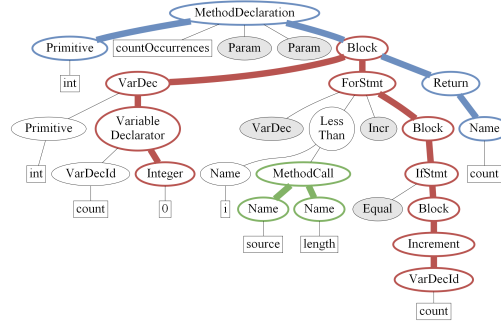 MethodDeclaration
Primitive
countOccurrences
Param
Param
Block
int
VarDec
ForStmt
Return
Primitive
Variable
Declarator
VarDec
Less
Than
Incr
Block
Name
int
VarDecId
Integer
Name
MethodCall
IfStmt
count
count
0
i
Name
Name
Equal
Block
source
length
Increment
VarDecId
count